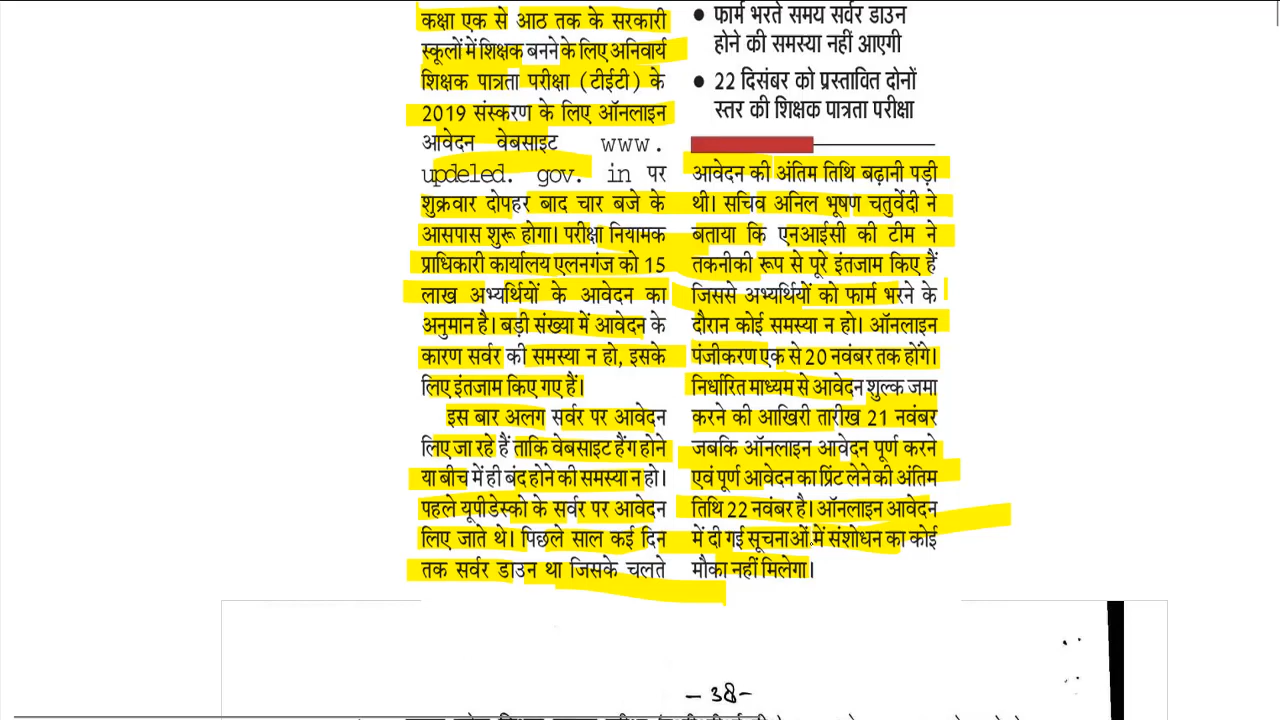 कक्षा एक से आठ तक के सरकारी
स्कूलों में शिक्षक बनने के लिए अनिवार्य
शिक्षक पात्रता परीक्षा (टीईटी) के
2019 संस्करण के लिए ऑनलाइन
आवेदन वेबसाइट www.
updeled. gov. in पर
शुक्रवार दोपहर बाद चार बजे के
आसपास शुरू होगा। परीक्षा नियामक
प्राधिकारी कार्यालय एलनगंज को 15
लाख अभ्यर्थियों के आवेदन का
अनुमान है। बड़ी संख्या में आवेदन के
कारण सर्वर की समस्या न हो, इसके
लिए इंतजाम किए गए हैं।
इस बार अलग सर्वर पर आवेदन
लिए जा रहे हैं ताकि वेबसाइट हैंग होने
या बीच में ही बंद होने की समस्या न हो।
पहले यूपीडेस्को के सर्वर पर आवेदन
लिए जाते थे। पिछले साल कई दिन
तक सर्वर डाउन था जिसके चलते
• फार्म भरते समय सर्वर डाउन
होने की समस्या नहीं आएगी
• 22 दिसंबर को प्रस्तावित दोनों
स्तर की शिक्षक पात्रता परीक्षा
आवेदन की अंतिम तिथि बढ़ानी पड़ी
थी। सचिव अनिल भूषण चतुर्वेदी ने
बताया कि एनआईसी की टीम ने
तकनीकी रूप से पूरे इंतजाम किए हैं
जिससे अभ्यर्थियों को फार्म भरने के
दौरान कोई समस्या न हो। ऑनलाइन
पंजीकरण एक से 20 नवंबर तक होंगे।
निर्धारित माध्यम से आवेदन शुल्क जमा
करने की आखिरी तारीख 21 नवंबर
जबकि ऑनलाइन आवेदन पूर्ण करने
एवं पूर्ण आवेदन का प्रिंट लेने की अंतिम
तिथि 22 नवंबर है। ऑनलाइन आवेदन
में दी गई सूचनाओं में संशोधन का कोई
मौका नहीं मिलेगा।
- 38 -